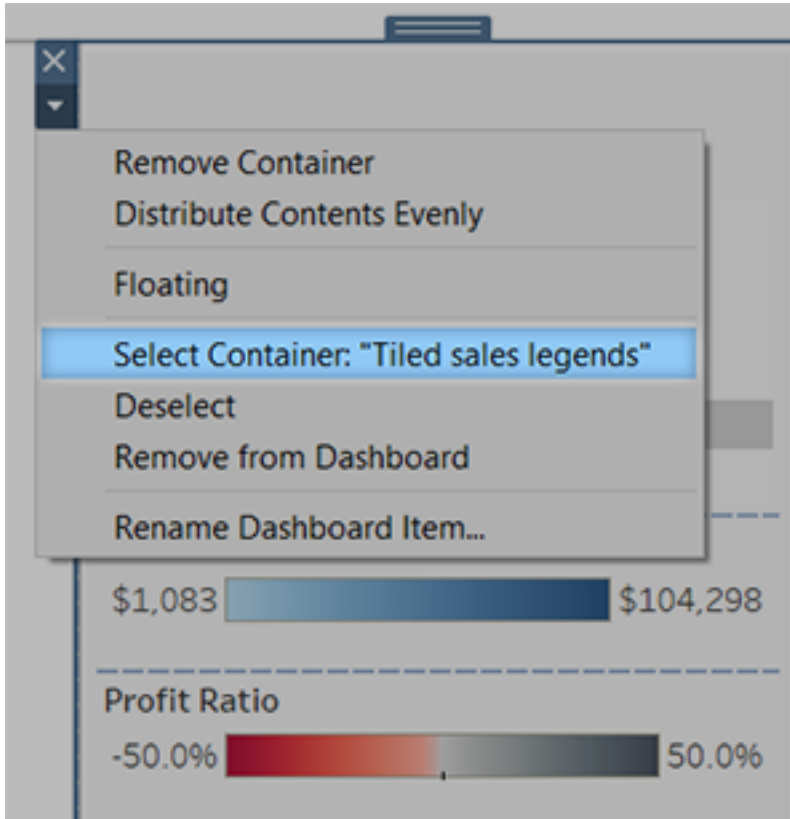 Remove Container
Distribute Contents Evenly
Floating
Select Container: "Tiled sales legends"
Deselect
Remove from Dashboard
Rename Dashboard Item...
$1,083 $104,298
Profit Ratio
-50.0% 50.0%